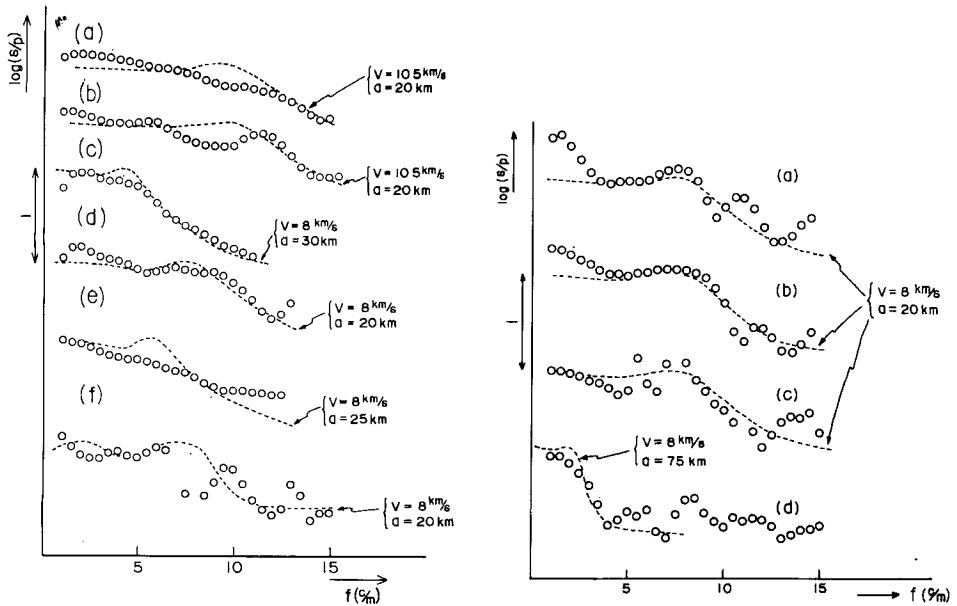 log(s/p)
(a)
V = 10.5 km/s
a = 20 km
(b)
V = 10.5 km/s
a = 20 km
(c)
1
V = 8 km/s
a = 30 km
(d)
V = 8 km/s
a = 20 km
(e)
V = 8 km/s
a = 25 km
(f)
V = 8 km/s
a = 20 km
5
10
15
f (c/m)
log (s/p)
(a)
V = 8 km/s
a = 20 km
(b)
1
(c)
V = 8 km/s
a = 75 km
(d)
5
10
15
f (c/m)